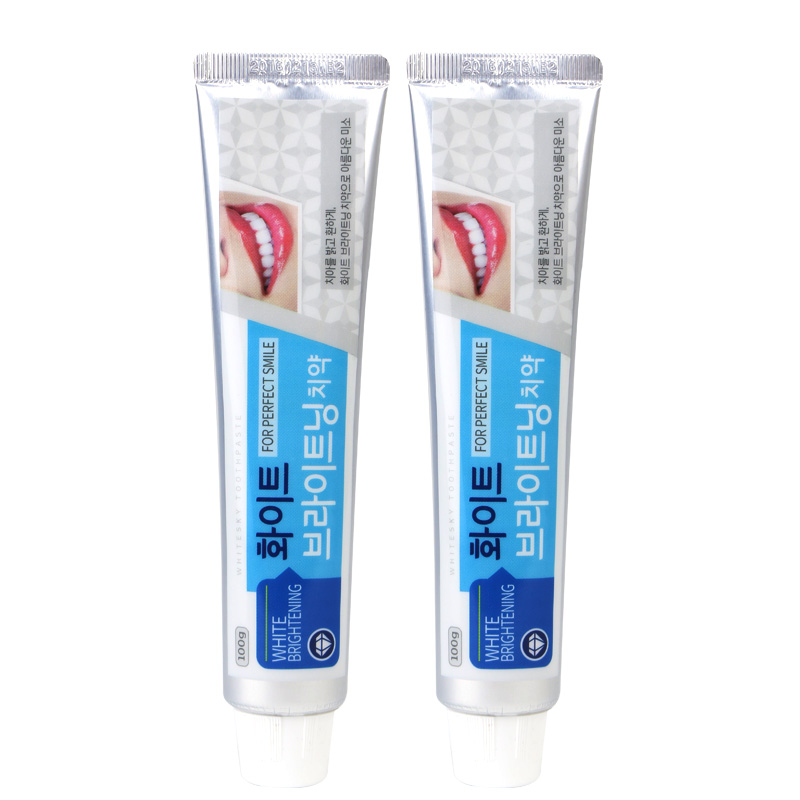 치아를 밝고 환하게,
화이트 브라이트닝 치약으로 아름다운 미소
FOR PERFECT SMILE
화이트
브라이트닝 치약
WHITESKY TOOTHPASTE
WHITE
BRIGHTENING
100g
치아를 밝고 환하게,
화이트 브라이트닝 치약으로 아름다운 미소
FOR PERFECT SMILE
화이트
브라이트닝 치약
WHITESKY TOOTHPASTE
WHITE
BRIGHTENING
100g